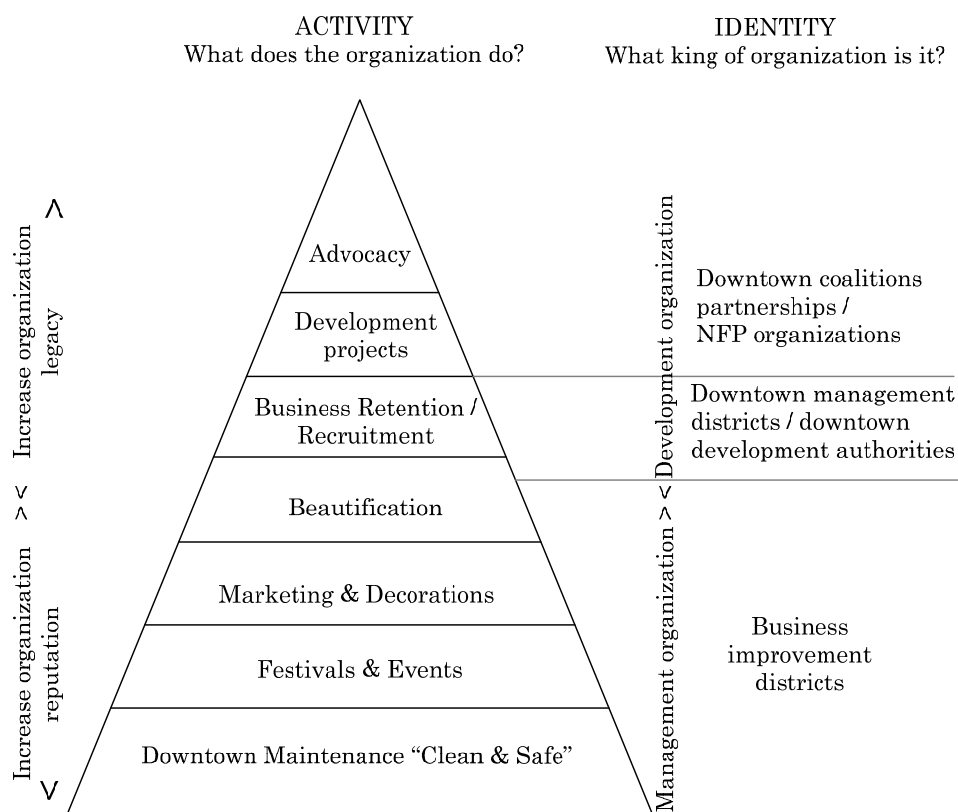 ACTIVITY
What does the organization do?
IDENTITY
What king of organization is it?
Advocacy
Development
projects
Business Retention /
Recruitment
Beautification
Marketing & Decorations
Festivals & Events
Downtown Maintenance “Clean & Safe”
< Increase organization
legacy >
Increase organization >
< reputation
< Development organization
Management organization >
Downtown coalitions
partnerships /
NFP organizations
Downtown management
districts / downtown
development authorities
Business
improvement
districts